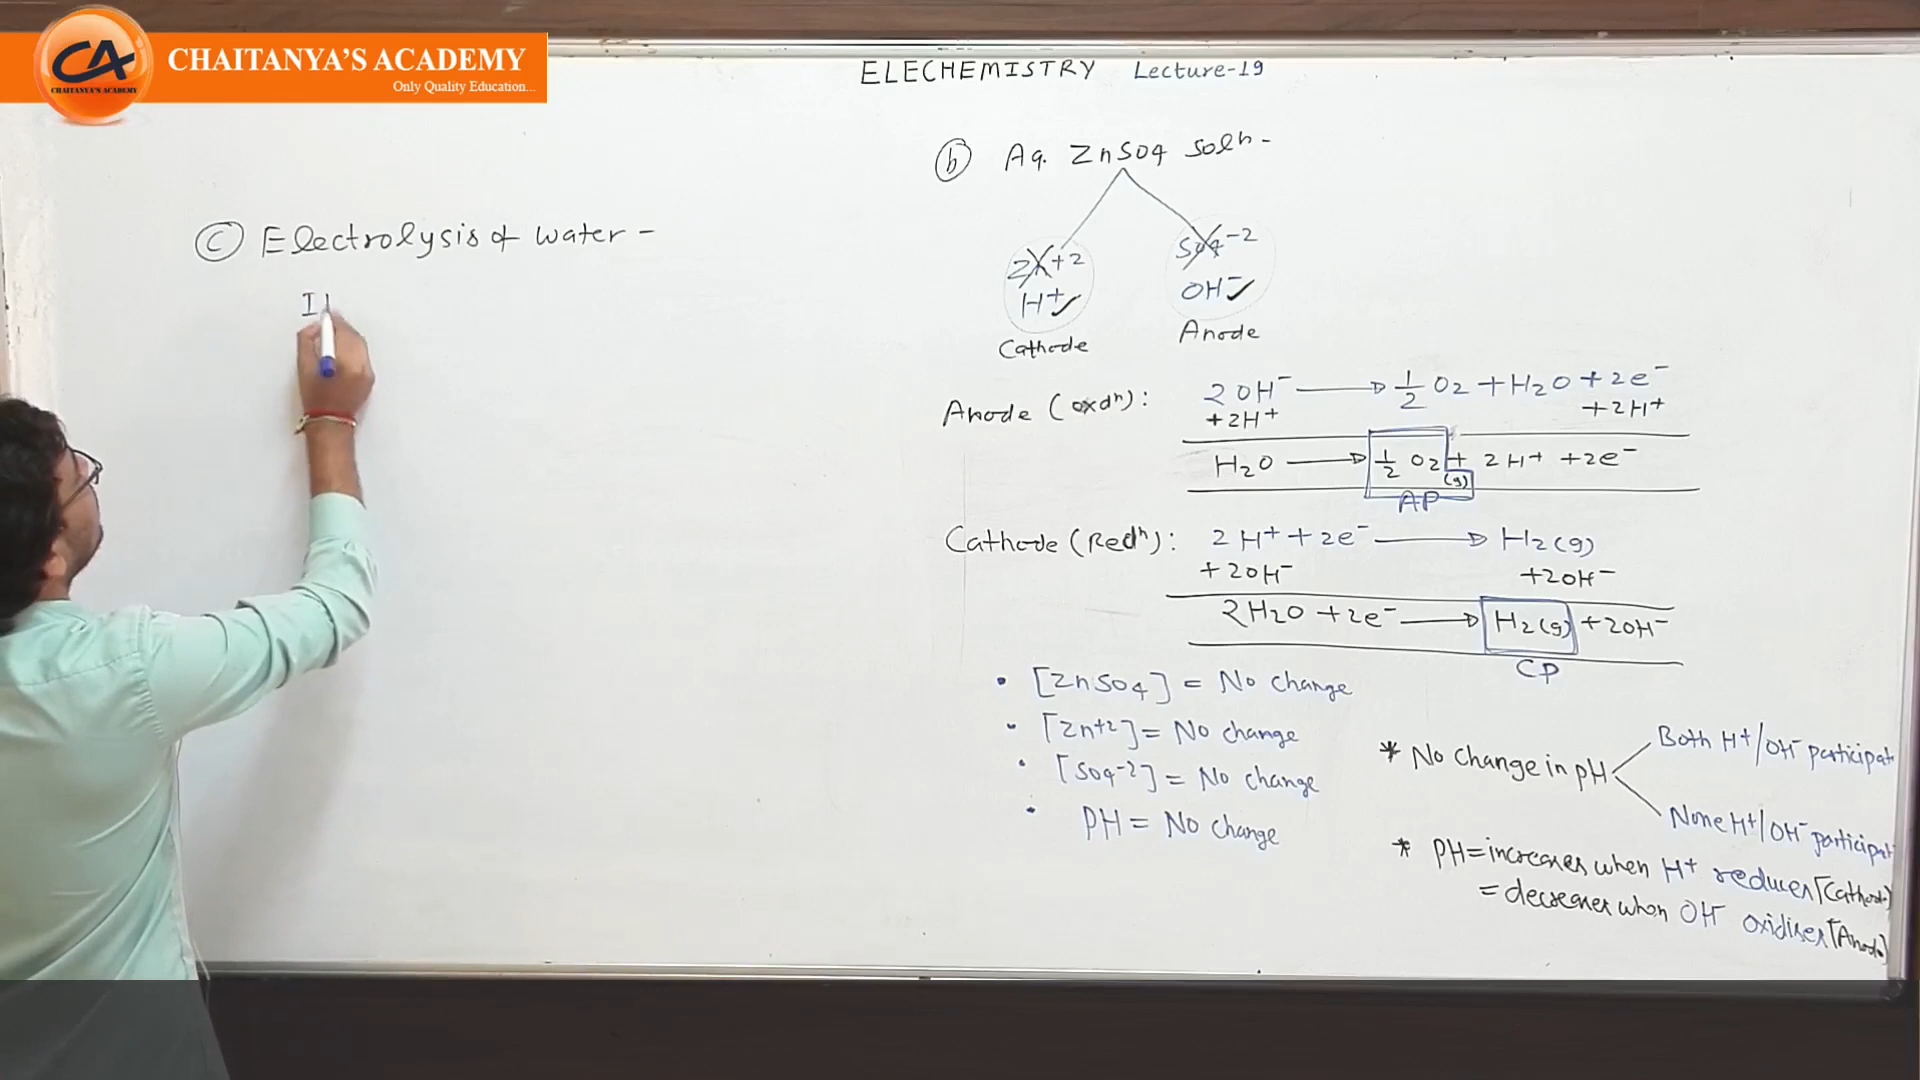 CA
CHAITANYA'S ACADEMY
CHAITANYA'S ACADEMY
Only Quality Education...
ELECHEMISTRY Lecture-19
(c) Electrolysis of water -
I
(b) Aq. ZnSO4 Soln -
Zn+2
H+ ✓
Cathode
SO4-2
OH- ✓
Anode
Anode (oxdn): 2OH- → 1/2 O2 + H2O + 2e-
+2H+ +2H+
H2O → 1/2 O2(g) + 2H+ + 2e-
AP
Cathode (Redn): 2H+ + 2e- → H2(g)
+ 2OH- +2OH-
2H2O + 2e- → H2(g) + 2OH-
CP
• [ZnSO4] = No change
• [Zn+2] = No change
• [SO4-2] = No change
• PH = No change
* No Change in pH
Both H+/OH- participat
None H+/OH- participat
* PH = increases when H+ reduces [Cathode]
= decreases when OH- oxidises [Anode]